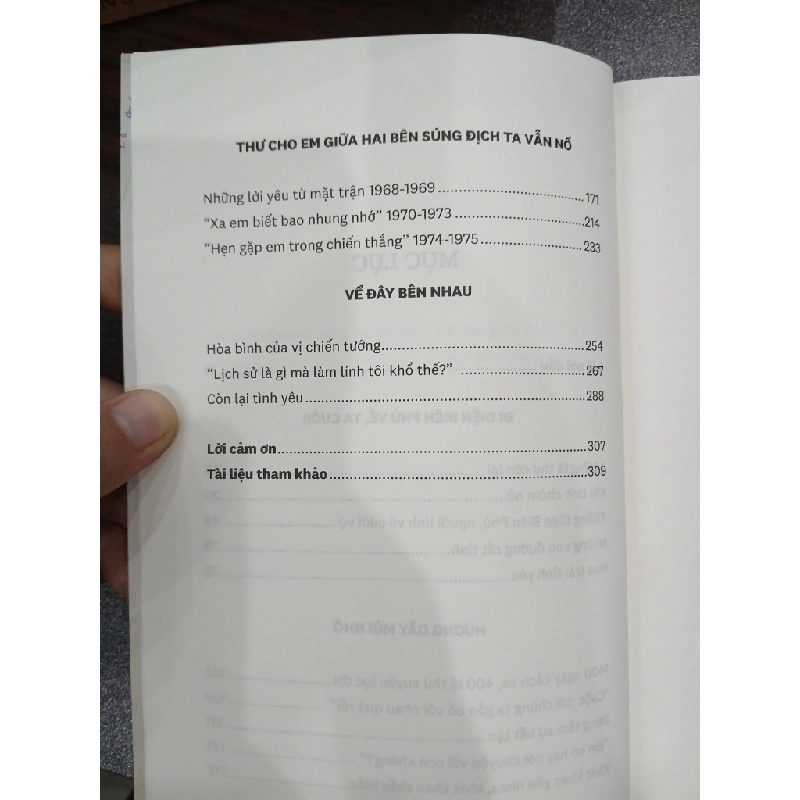 THƯ CHO EM GIỮA HAI BÊN SÚNG ĐỊCH TA VẪN NỔ
Những lời yêu từ mặt trận 1968-1969 171
"Xa em biết bao nhung nhớ" 1970-1973 214
"Hẹn gặp em trong chiến thắng" 1974-1975 233
VỀ ĐÂY BÊN NHAU
Hòa bình của vị chiến tướng 254
"Lịch sử là gì mà làm lính tôi khổ thế?" 267
Còn lại tình yêu 288
Lời cảm ơn 307
Tài liệu tham khảo 309